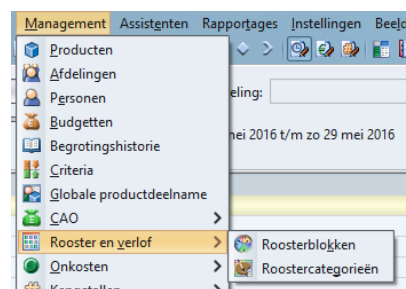 Management Assistenten Rapportages Instellingen
Producten
Afdelingen
Personen
eling:
Budgetten
mei 2016 t/m zo 29 mei 2016
Begrotingshistorie
Criteria
Globale productdeelname
CAO
Rooster en verlof
Roosterblokken
Onkosten
Roostercategorieën